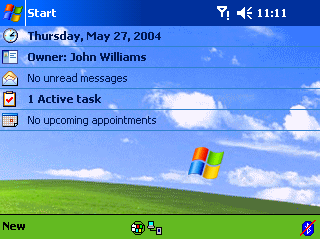 Start 11:11
Thursday, May 27, 2004
Owner: John Williams
No unread messages
1 Active task
No upcoming appointments
New